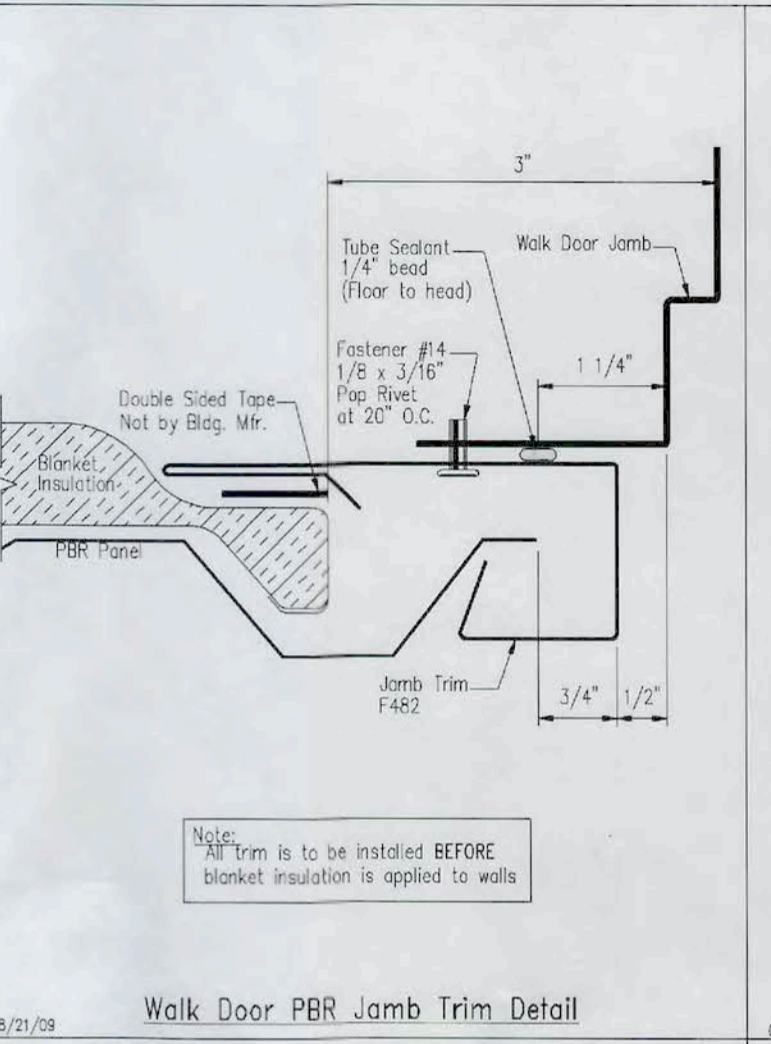 3"
Tube Sealant
1/4" bead
(Floor to head)
Walk Door Jamb
Fastener #14
1/8 x 3/16"
Pop Rivet
at 20" O.C.
1 1/4"
Double Sided Tape
Not by Bldg. Mfr.
Blanket
Insulation
PBR Panel
Jamb Trim
F482
3/4"
1/2"
Note:
All trim is to be installed BEFORE
blanket insulation is applied to walls
Walk Door PBR Jamb Trim Detail
8/21/09